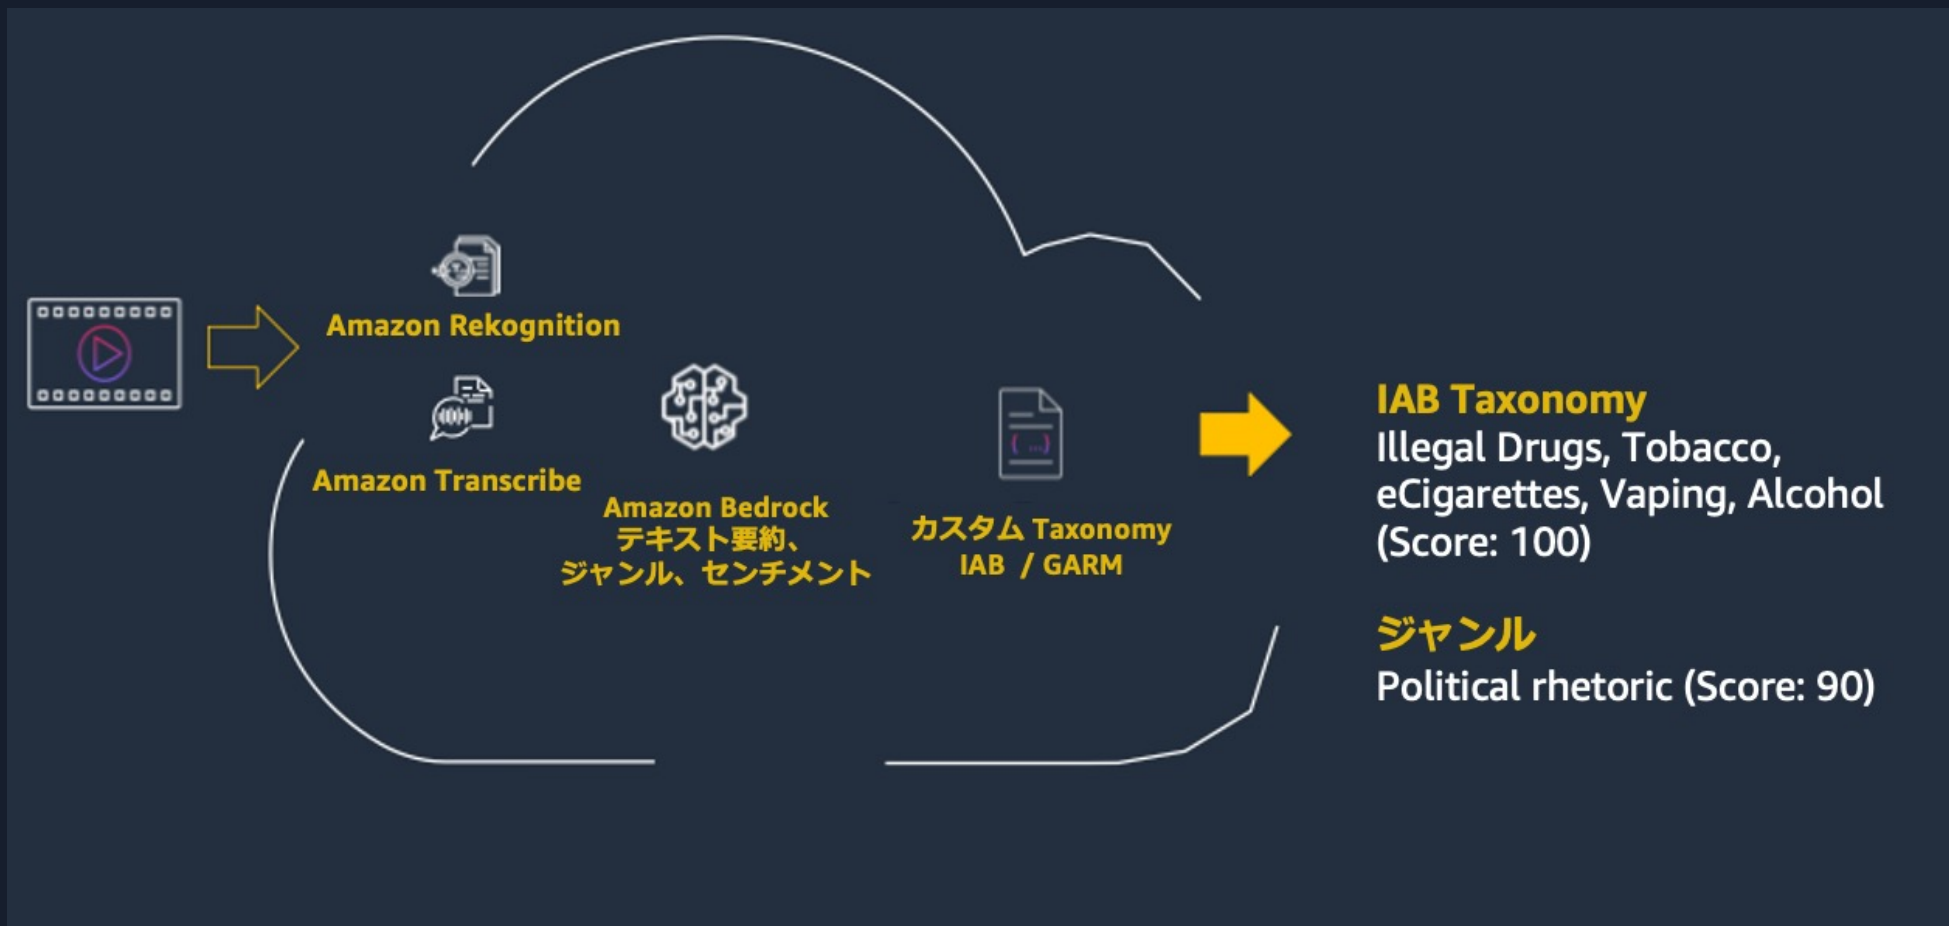 Amazon Rekognition
Amazon Transcribe
Amazon Bedrock
テキスト要約、
ジャンル、センチメント
カスタム Taxonomy
IAB / GARM
{ ... }
IAB Taxonomy
Illegal Drugs, Tobacco,
eCigarettes, Vaping, Alcohol
(Score: 100)
ジャンル
Political rhetoric (Score: 90)